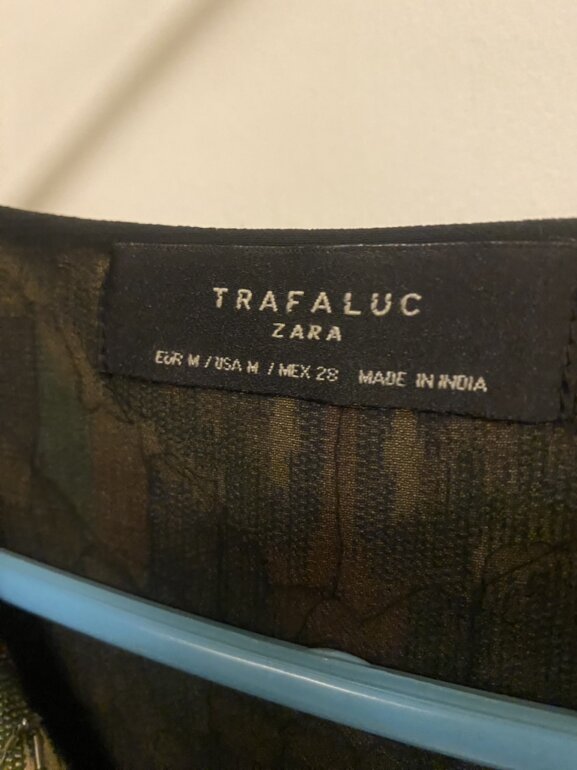 TRAFALUC
ZARA
EUR M / USA M / MEX 28 MADE IN INDIA